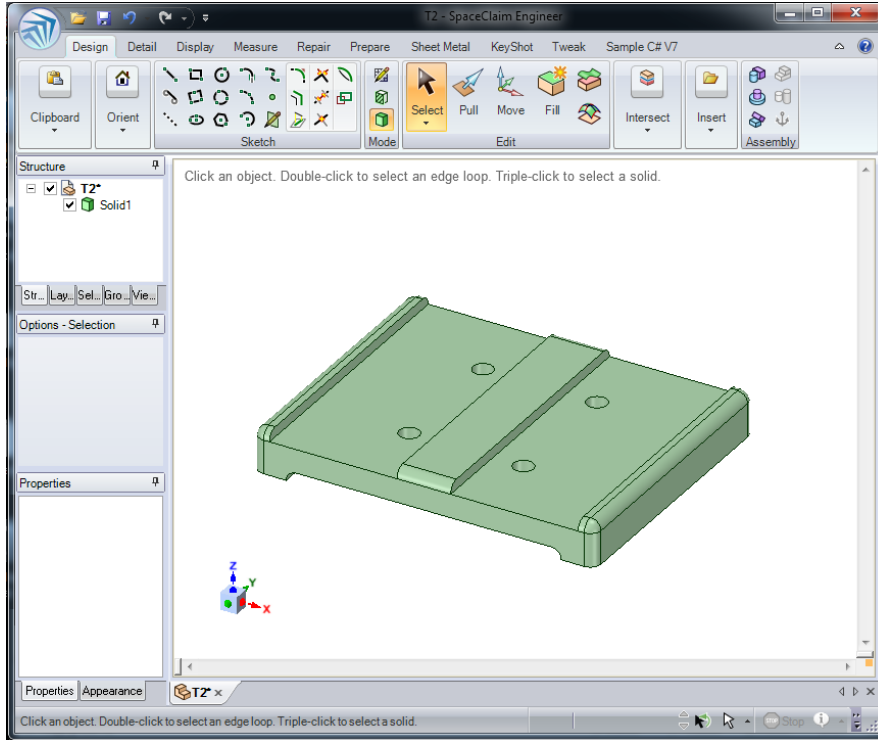 T2 - SpaceClaim Engineer
Design Detail Display Measure Repair Prepare Sheet Metal KeyShot Tweak Sample C# V7
Clipboard Orient Select Pull Move Fill Intersect Insert
Sketch Mode Edit Assembly
Structure
T2*
Solid1
Str... Lay... Sel... Gro... Vie...
Options - Selection
Properties
Properties Appearance
Click an object. Double-click to select an edge loop. Triple-click to select a solid.
Z
Y
X
T2*
Click an object. Double-click to select an edge loop. Triple-click to select a solid.
Stop